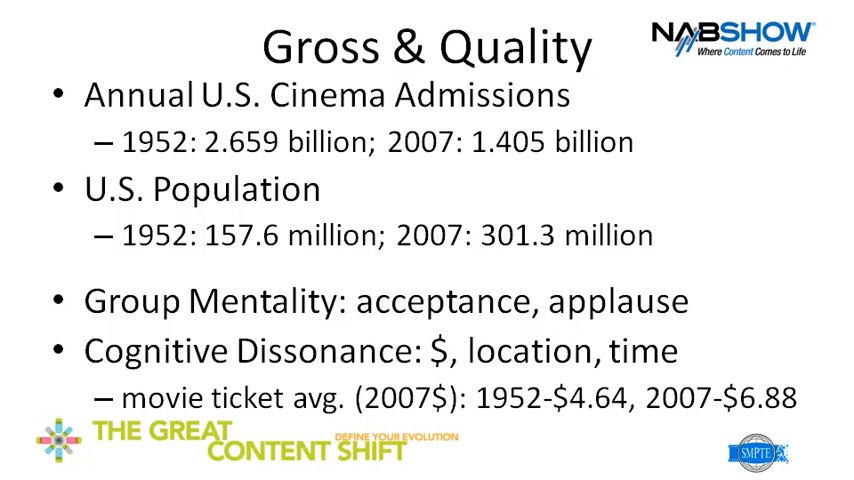 Gross & Quality
NABSHOW®
Where Content Comes to Life
• Annual U.S. Cinema Admissions
– 1952: 2.659 billion; 2007: 1.405 billion
• U.S. Population
– 1952: 157.6 million; 2007: 301.3 million
• Group Mentality: acceptance, applause
• Cognitive Dissonance: $, location, time
– movie ticket avg. (2007$): 1952-$4.64, 2007-$6.88
THE GREAT
CONTENT SHIFT
DEFINE YOUR EVOLUTION
SMPTE